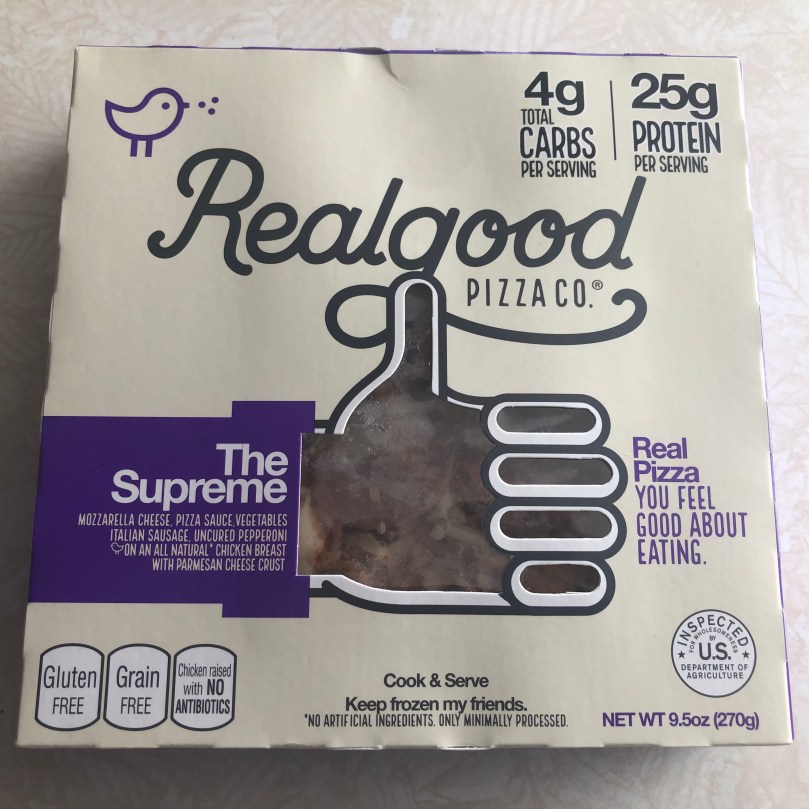 4g
TOTAL
CARBS
PER SERVING
25g
PROTEIN
PER SERVING
Realgood
PIZZA CO.®
The
Supreme
MOZZARELLA CHEESE, PIZZA SAUCE, VEGETABLES
ITALIAN SAUSAGE, UNCURED PEPPERONI
ON AN ALL NATURAL* CHICKEN BREAST
WITH PARMESAN CHEESE CRUST
Real
Pizza
YOU FEEL
GOOD ABOUT
EATING.
Gluten
FREE
Grain
FREE
Chicken raised
with NO
ANTIBIOTICS
Cook & Serve
Keep frozen my friends.
*NO ARTIFICIAL INGREDIENTS. ONLY MINIMALLY PROCESSED.
INSPECTED
FOR WHOLESOMENESS
BY
U.S.
DEPARTMENT OF
AGRICULTURE
NET WT 9.5oz (270g)